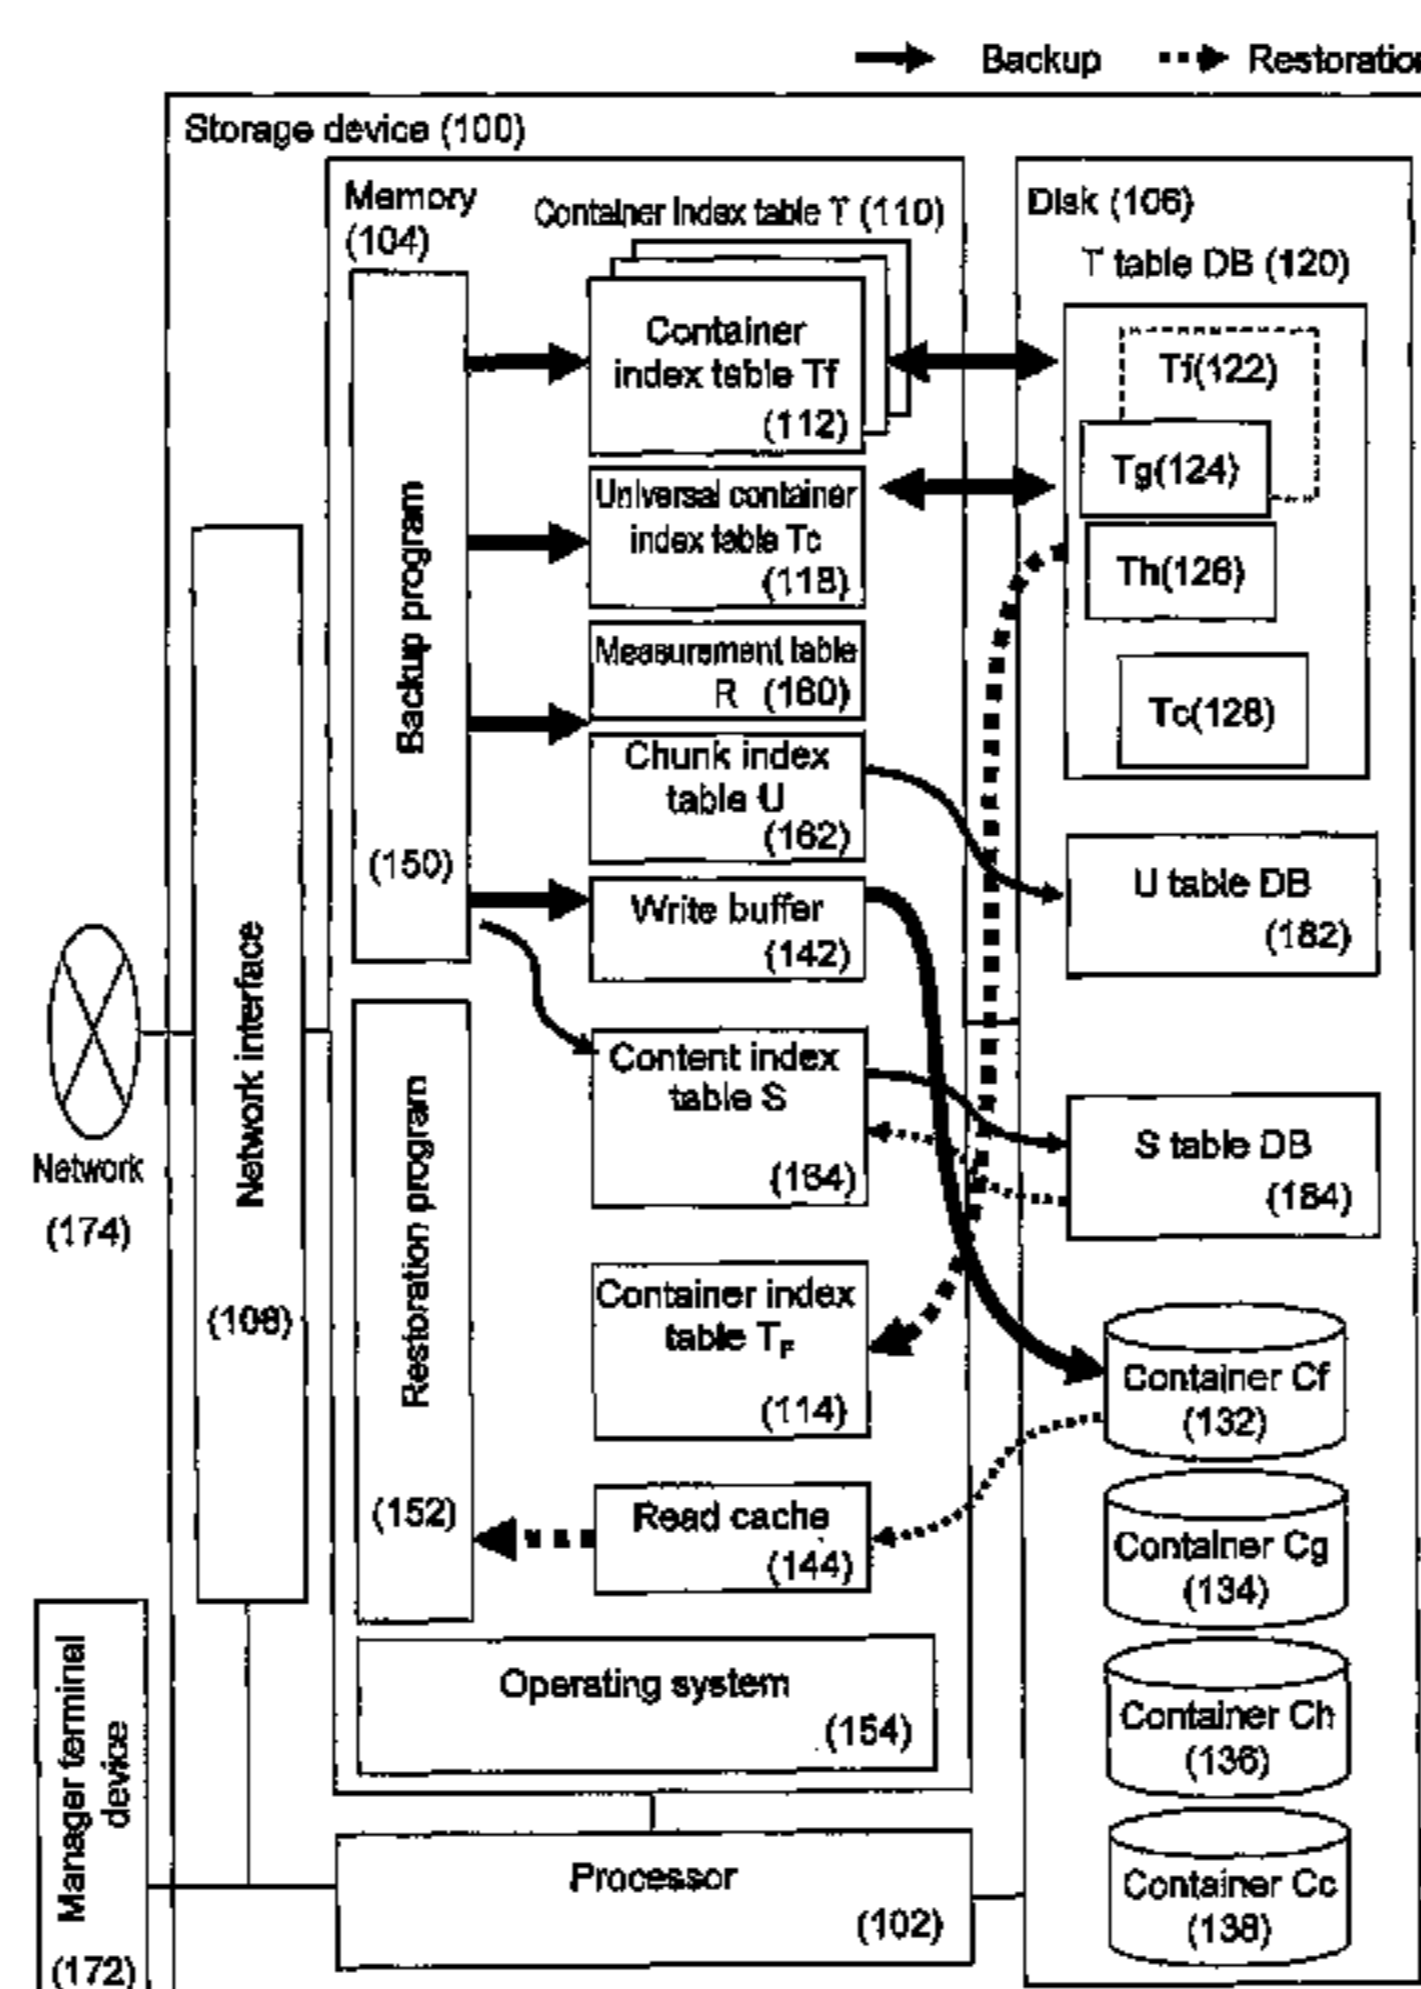 Backup
Restoration
Storage device (100)
Memory
(104)
Container index table T (110)
Container
index table Tf
(112)
Universal container
index table Tc
(118)
Measurement table
R (160)
Chunk index
table U
(162)
Write buffer
(142)
Content index
table S
(164)
Container index
table TF
(114)
Read cache
(144)
Backup program
(150)
Restoration program
(152)
Operating system
(154)
Processor
(102)
Network interface
(108)
Network
(174)
Manager terminal
device
(172)
Disk (106)
T table DB (120)
Tf(122)
Tg(124)
Th(126)
Tc(128)
U table DB
(182)
S table DB
(184)
Container Cf
(132)
Container Cg
(134)
Container Ch
(136)
Container Cc
(138)